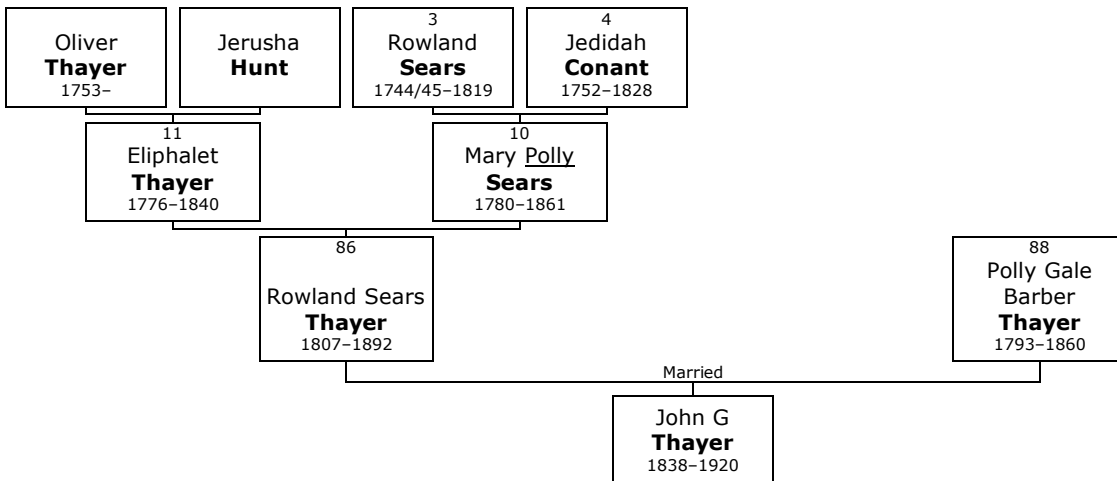 Oliver
Thayer
1753–
Jerusha
Hunt
3
Rowland
Sears
1744/45–1819
4
Jedidah
Conant
1752–1828
11
Eliphalet
Thayer
1776–1840
10
Mary Polly
Sears
1780–1861
86
Rowland Sears
Thayer
1807–1892
88
Polly Gale
Barber
Thayer
1793–1860
Married
John G
Thayer
1838–1920